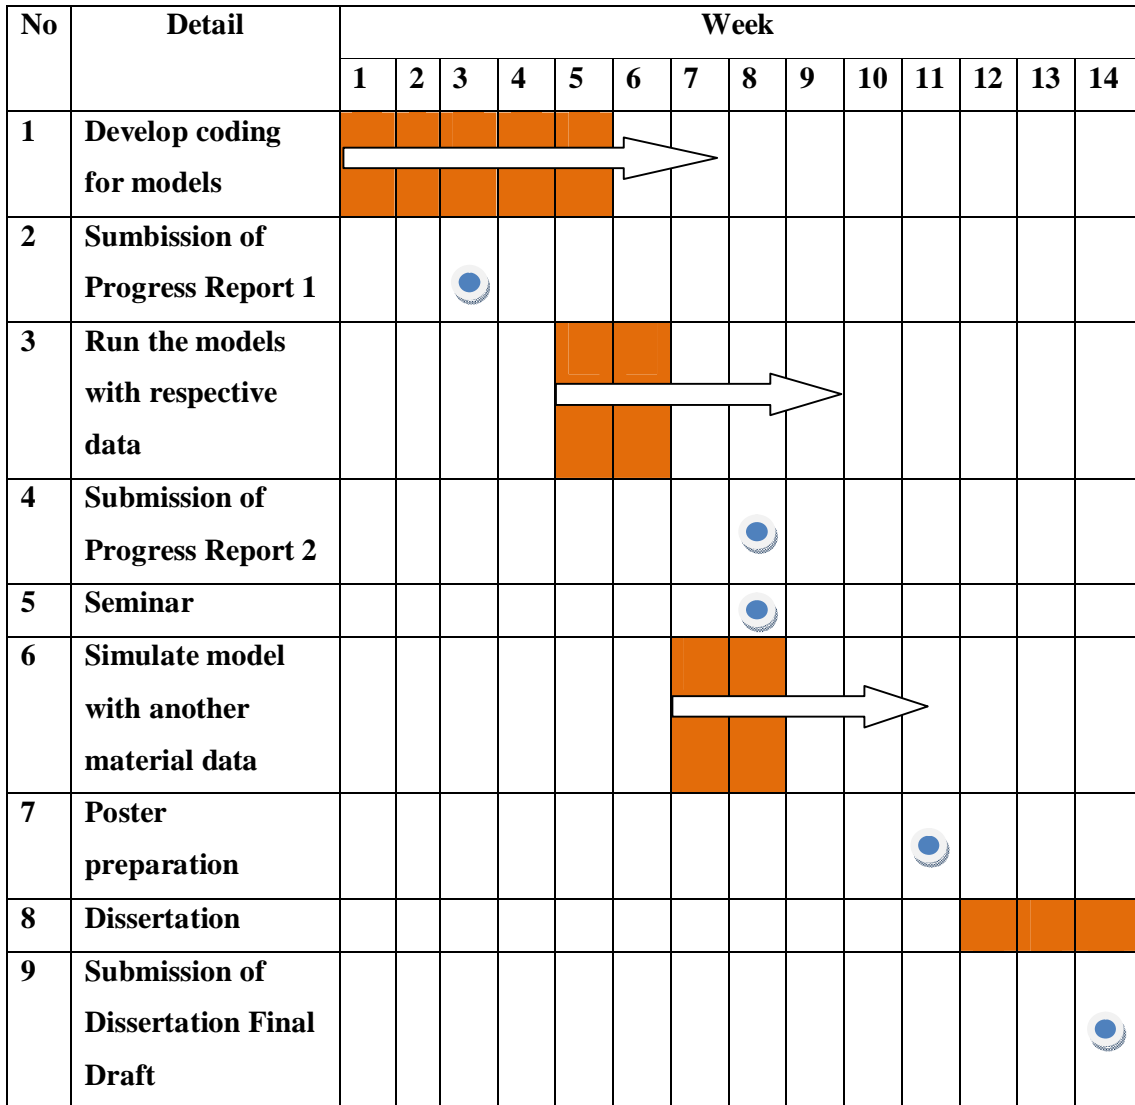 No Detail Week
1 2 3 4 5 6 7 8 9 10 11 12 13 14
1 Develop coding
for models
2 Sumbission of
Progress Report 1
3 Run the models
with respective
data
4 Submission of
Progress Report 2
5 Seminar
6 Simulate model
with another
material data
7 Poster
preparation
8 Dissertation
9 Submission of
Dissertation Final
Draft